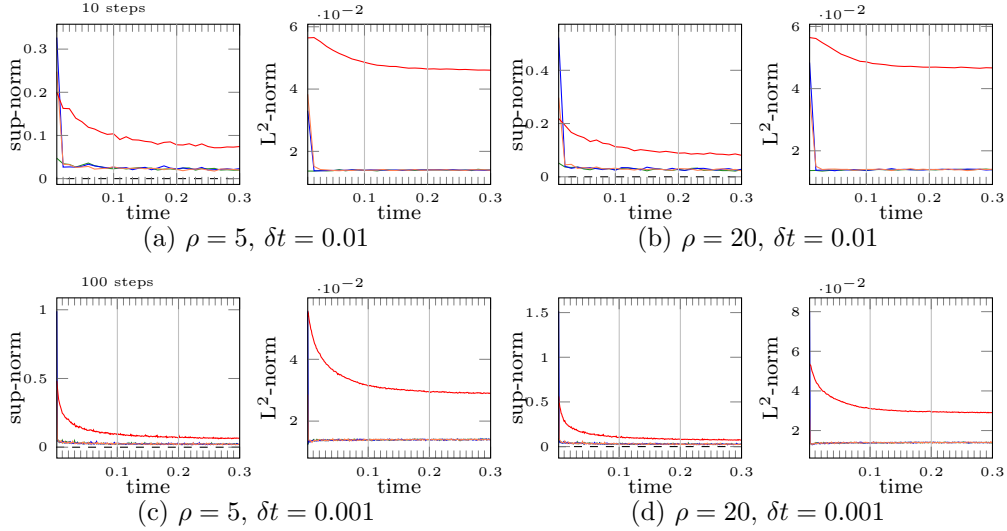 10 steps
·10⁻² ·10⁻²
0.3
0.2
0.1
0
sup-norm
6
4
2
L²-norm
0.4
0.2
0
sup-norm
6
4
2
L²-norm
0.1 0.2 0.3 0.1 0.2 0.3 0.1 0.2 0.3 0.1 0.2 0.3
time time time time
(a) ρ = 5, δt = 0.01 (b) ρ = 20, δt = 0.01
100 steps
·10⁻² ·10⁻²
1
0.5
0
sup-norm
4
2
L²-norm
1.5
1
0.5
0
sup-norm
8
6
4
2
L²-norm
0.1 0.2 0.3 0.1 0.2 0.3 0.1 0.2 0.3 0.1 0.2 0.3
time time time time
(c) ρ = 5, δt = 0.001 (d) ρ = 20, δt = 0.001